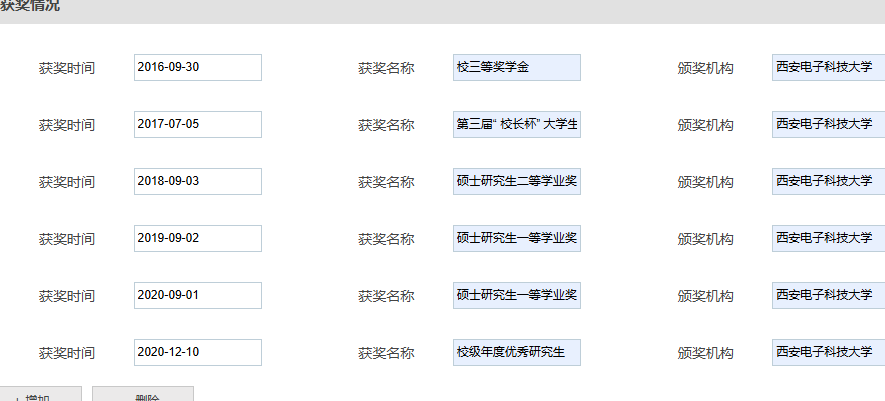 获奖情况
获奖时间 2016-09-30 获奖名称 校三等奖学金 颁奖机构 西安电子科技大学
获奖时间 2017-07-05 获奖名称 第三届“ 校长杯” 大学生 颁奖机构 西安电子科技大学
获奖时间 2018-09-03 获奖名称 硕士研究生二等学业奖 颁奖机构 西安电子科技大学
获奖时间 2019-09-02 获奖名称 硕士研究生一等学业奖 颁奖机构 西安电子科技大学
获奖时间 2020-09-01 获奖名称 硕士研究生一等学业奖 颁奖机构 西安电子科技大学
获奖时间 2020-12-10 获奖名称 校级年度优秀研究生 颁奖机构 西安电子科技大学
+ 增加 删除